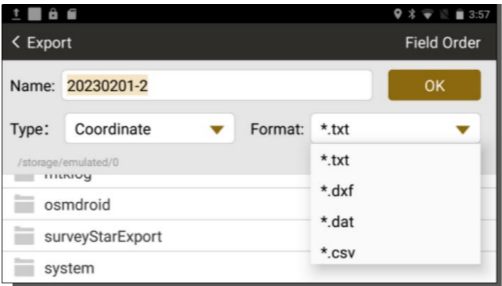 3:57
< Export Field Order
Name: 20230201-2 OK
Type: Coordinate Format: *.txt
/storage/emulated/0
*.txt
mtklog
*.dxf
osmdroid
*.dat
surveyStarExport
*.csv
system